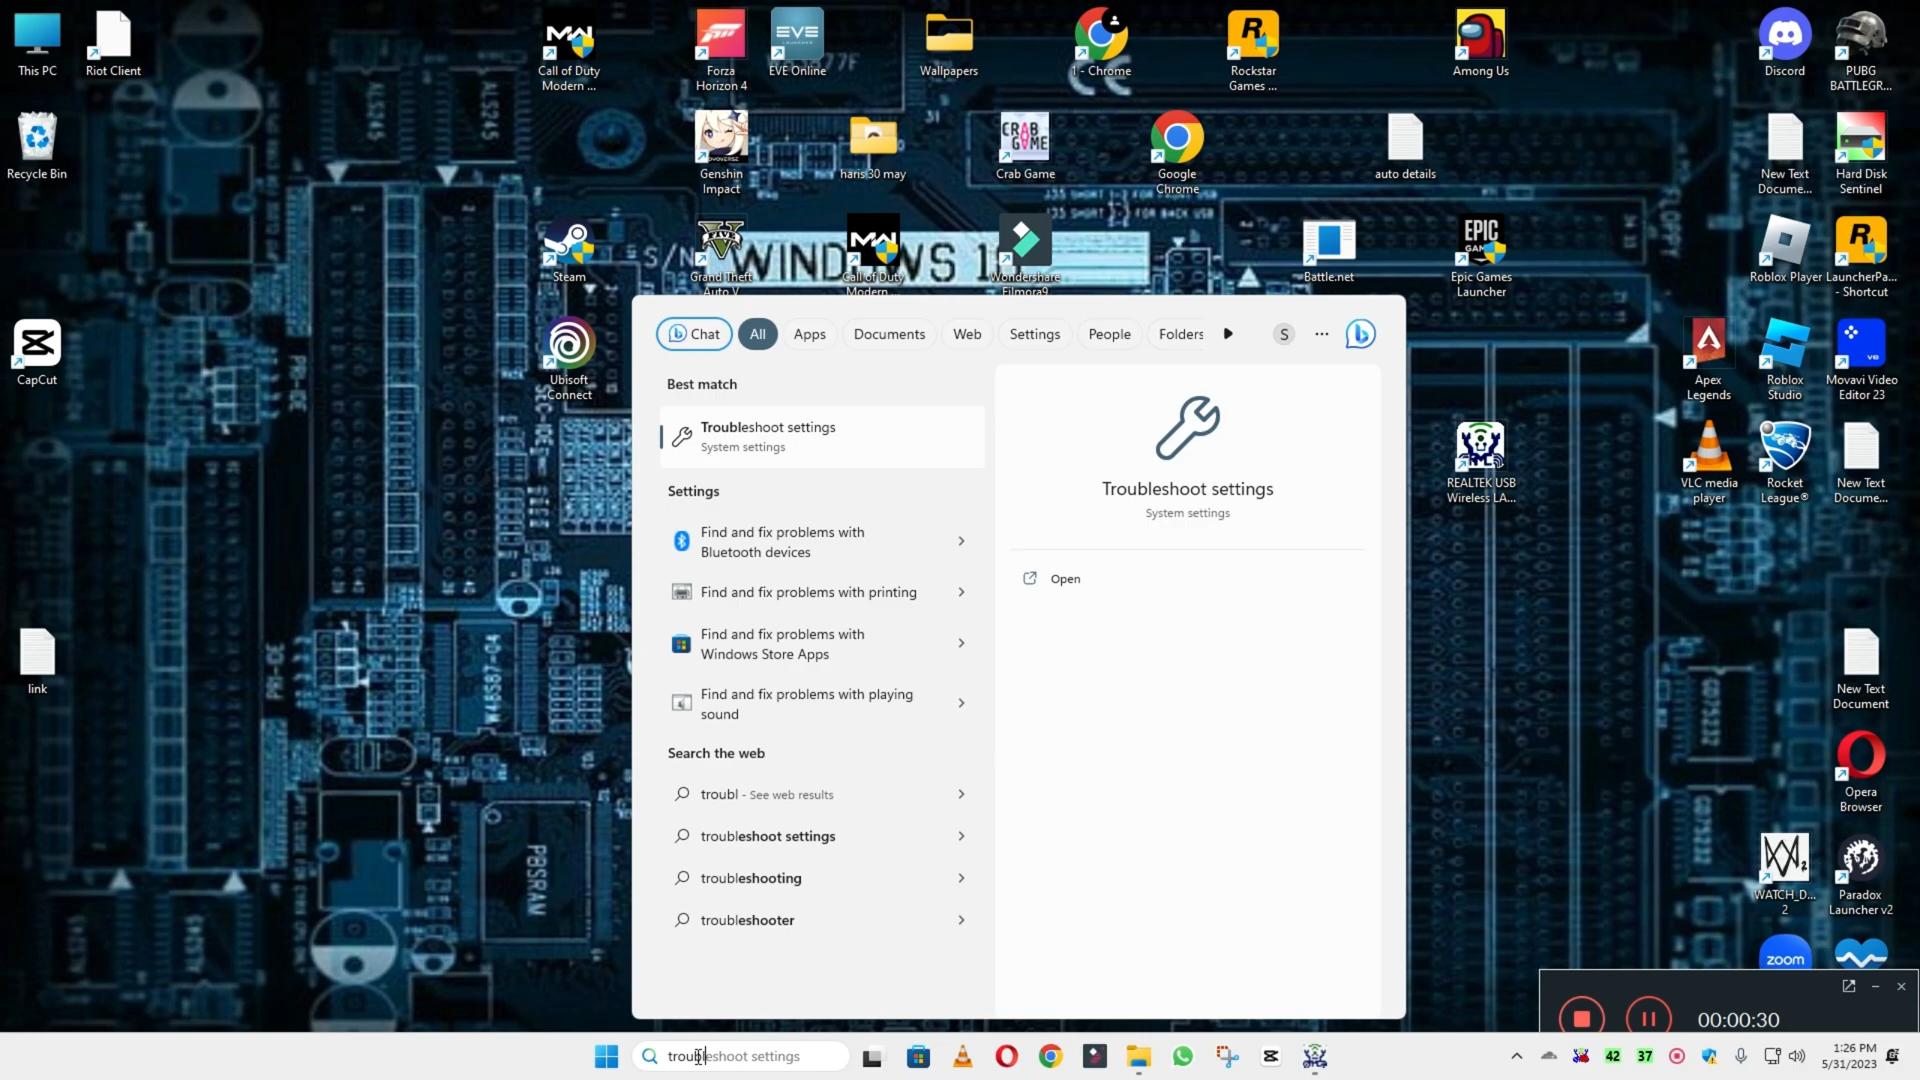 This PC
Riot Client
Call of Duty
Modern ...
Forza
Horizon 4
EVE
EVE Online
Wallpapers
1 - Chrome
Rockstar
Games ...
Among Us
Discord
PUBG
BATTLEGR...
Recycle Bin
Genshin
Impact
haris 30 may
CRAB
GAME
Crab Game
Google
Chrome
auto details
New Text
Docume...
Hard Disk
Sentinel
Steam
FIVE
Grand Theft
Auto V
Call of Duty
Modern ...
Wondershare
Filmora9
Battle.net
EPIC
Epic Games
Launcher
Roblox Player
LauncherPa...
- Shortcut
CapCut
Ubisoft
Connect
Apex
Legends
Roblox
Studio
Movavi Video
Editor 23
REALTEK USB
Wireless LA...
VLC media
player
Rocket
League®
New Text
Docume...
link
New Text
Document
Opera
Browser
WATCH_D...
2
Paradox
Launcher v2
zoom
Chat
All
Apps
Documents
Web
Settings
People
Folders
S
Best match
Troubleshoot settings
System settings
Settings
Find and fix problems with
Bluetooth devices
Find and fix problems with printing
Find and fix problems with
Windows Store Apps
Find and fix problems with playing
sound
Search the web
troubl - See web results
troubleshoot settings
troubleshooting
troubleshooter
Troubleshoot settings
System settings
Open
00:00:30
troubleshoot settings
42
37
1:26 PM
5/31/2023